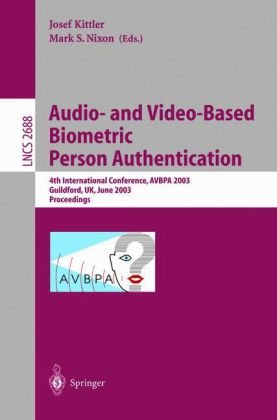 Josef Kittler
Mark S. Nixon (Eds.)
LNCS 2688
Audio- and Video-Based
Biometric
Person Authentication
4th International Conference, AVBPA 2003
Guildford, UK, June 2003
Proceedings
AVBPA
?
Springer